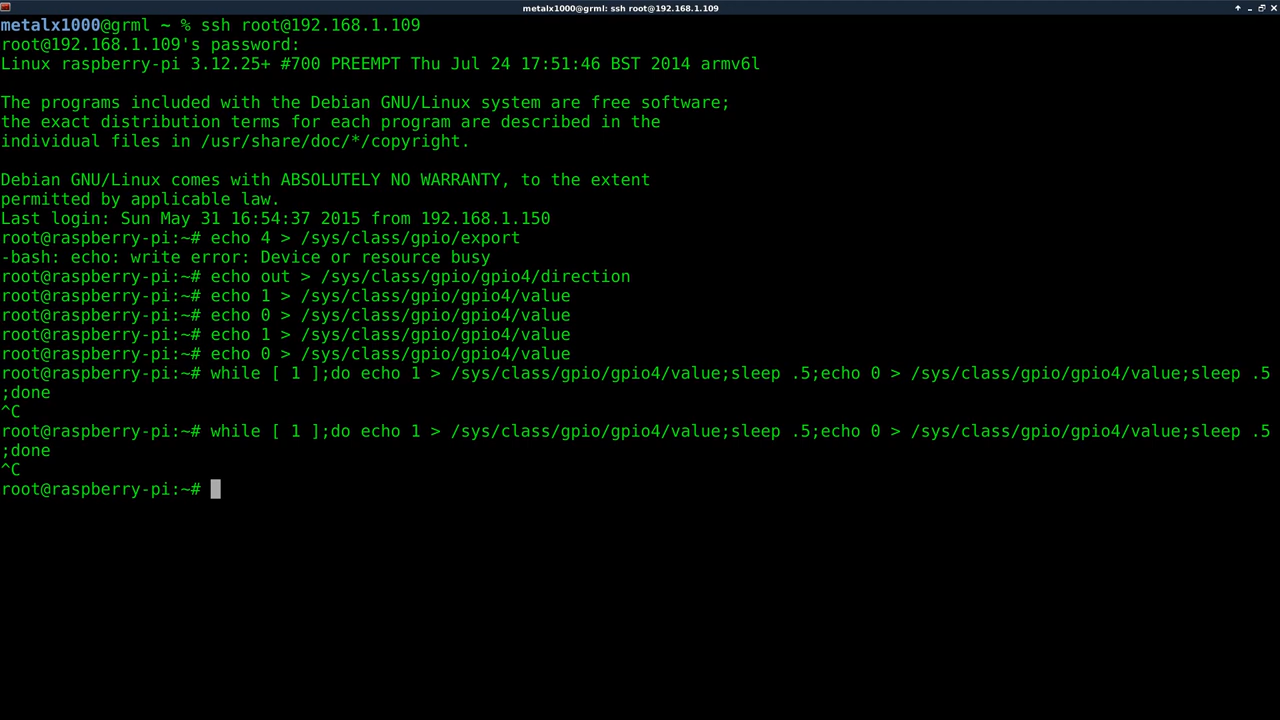 metalx1000@grml: ssh root@192.168.1.109
metalx1000@grml ~ % ssh root@192.168.1.109
root@192.168.1.109's password:
Linux raspberry-pi 3.12.25+ #700 PREEMPT Thu Jul 24 17:51:46 BST 2014 armv6l
The programs included with the Debian GNU/Linux system are free software;
the exact distribution terms for each program are described in the
individual files in /usr/share/doc/*/copyright.
Debian GNU/Linux comes with ABSOLUTELY NO WARRANTY, to the extent
permitted by applicable law.
Last login: Sun May 31 16:54:37 2015 from 192.168.1.150
root@raspberry-pi:~# echo 4 > /sys/class/gpio/export
-bash: echo: write error: Device or resource busy
root@raspberry-pi:~# echo out > /sys/class/gpio/gpio4/direction
root@raspberry-pi:~# echo 1 > /sys/class/gpio/gpio4/value
root@raspberry-pi:~# echo 0 > /sys/class/gpio/gpio4/value
root@raspberry-pi:~# echo 1 > /sys/class/gpio/gpio4/value
root@raspberry-pi:~# echo 0 > /sys/class/gpio/gpio4/value
root@raspberry-pi:~# while [ 1 ];do echo 1 > /sys/class/gpio/gpio4/value;sleep .5;echo 0 > /sys/class/gpio/gpio4/value;sleep .5
;done
^C
root@raspberry-pi:~# while [ 1 ];do echo 1 > /sys/class/gpio/gpio4/value;sleep .5;echo 0 > /sys/class/gpio/gpio4/value;sleep .5
;done
^C
root@raspberry-pi:~#